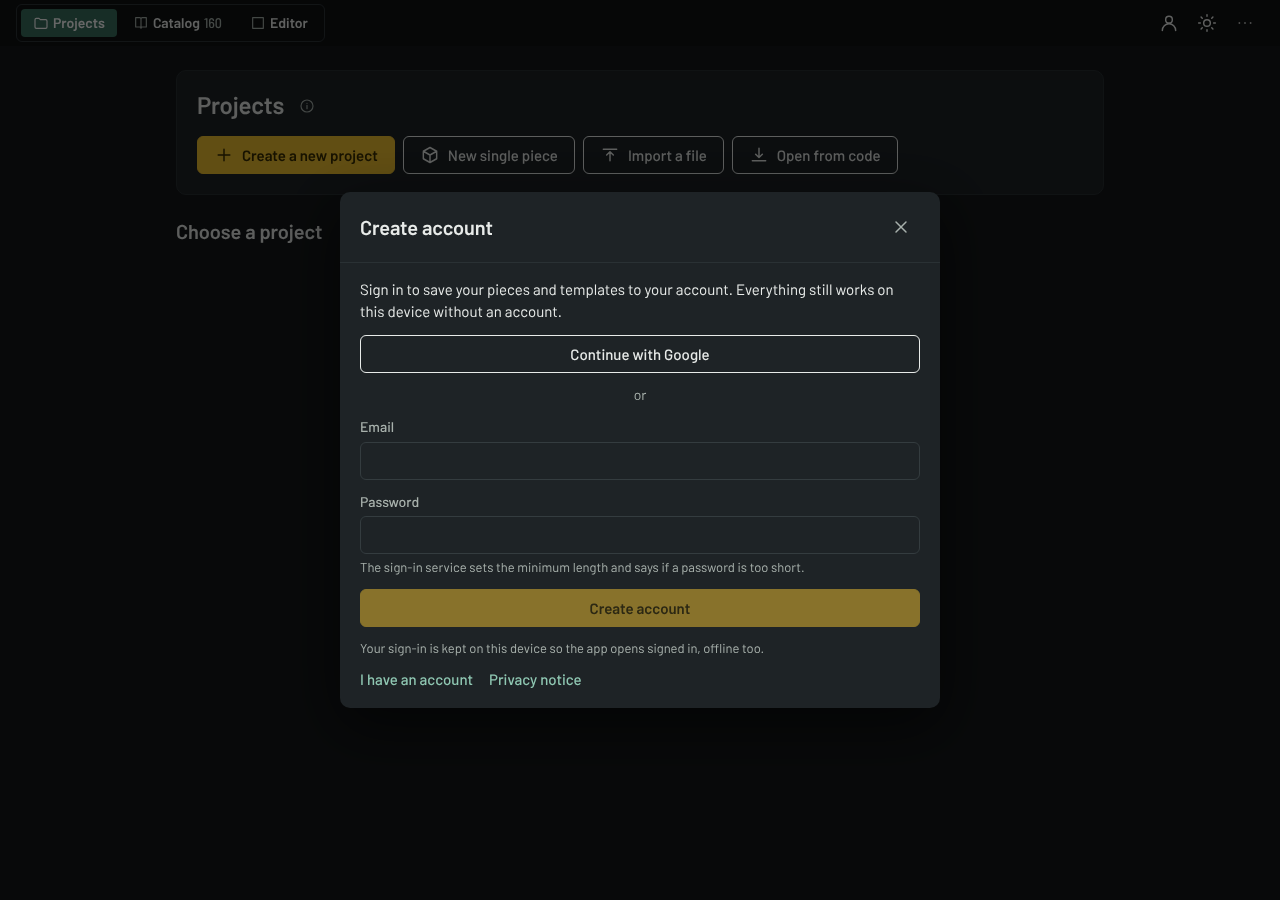 Projects
Catalog 160
Editor
Projects
Create a new project
New single piece
Import a file
Open from code
Choose a project
Create account
Sign in to save your pieces and templates to your account. Everything still works on
this device without an account.
Continue with Google
or
Email
Password
The sign-in service sets the minimum length and says if a password is too short.
Create account
Your sign-in is kept on this device so the app opens signed in, offline too.
I have an account
Privacy notice